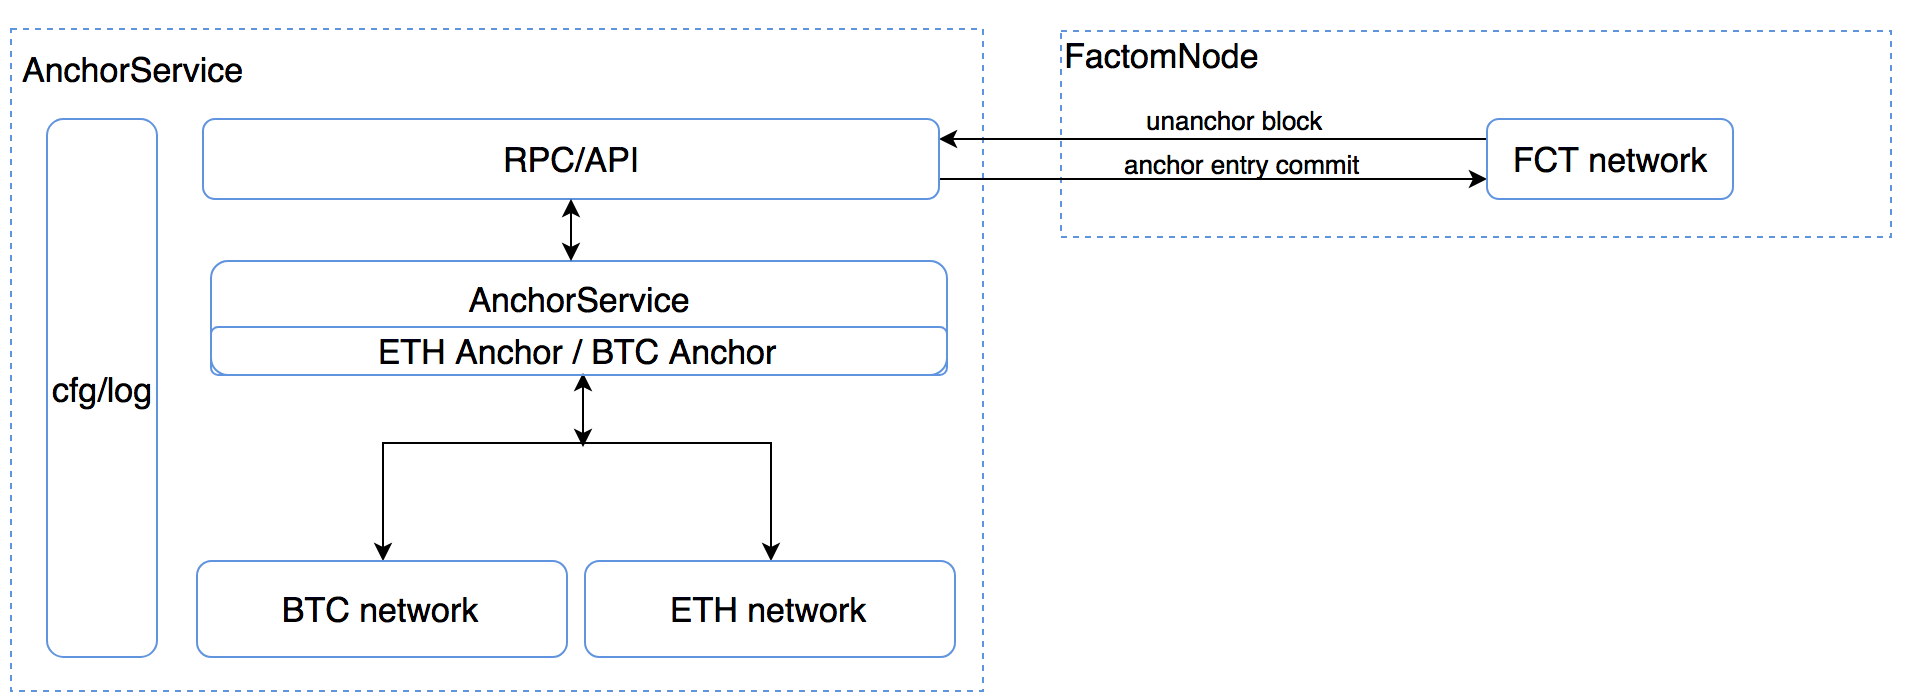 AnchorService
FactomNode
unanchor block
RPC/API
anchor entry commit
FCT network
AnchorService
ETH Anchor / BTC Anchor
cfg/log
BTC network
ETH network